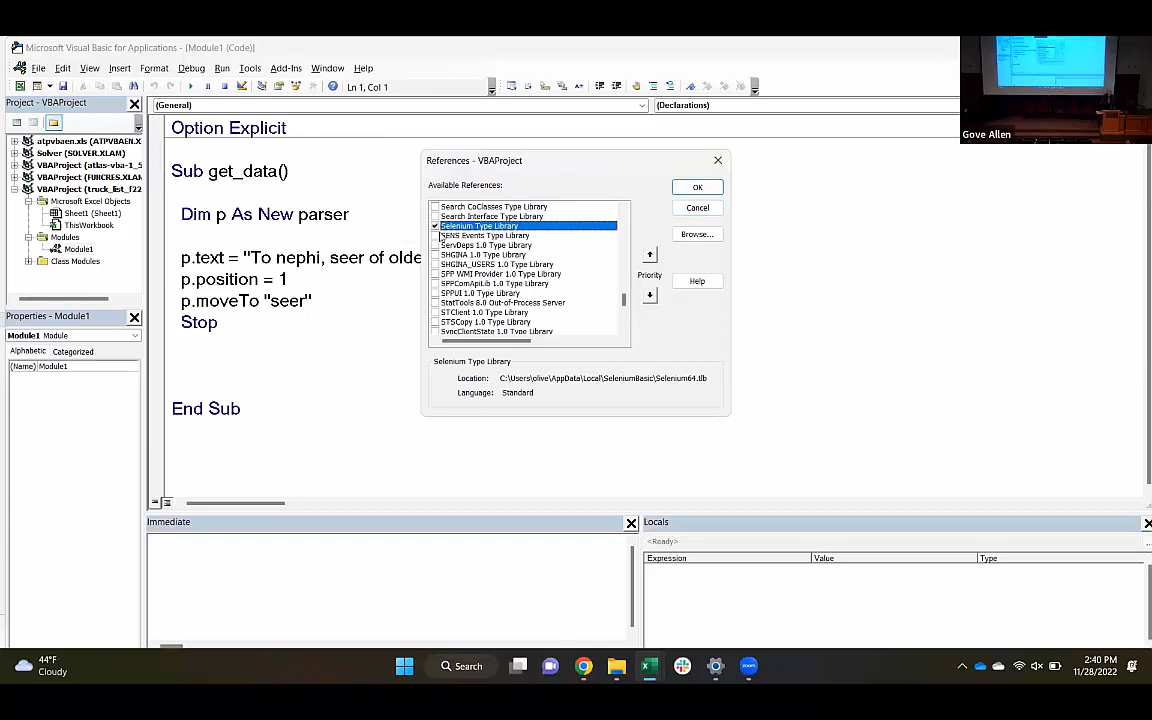 Microsoft Visual Basic for Applications - [Module1 (Code)]
File Edit View Insert Format Debug Run Tools Add-Ins Window Help
Ln 1, Col 1
Gove Allen
Project - VBAProject
(General)
(Declarations)
atpvbaen.xls (ATPVBAEN.X
Solver (SOLVER.XLAM)
VBAProject (atlas-vba-1_5
VBAProject (FUNCRES.XLAM
VBAProject (truck_list_f22
Microsoft Excel Objects
Sheet1 (Sheet1)
ThisWorkbook
Modules
Module1
Class Modules
Properties - Module1
Module1 Module
Alphabetic Categorized
(Name) Module1
Option Explicit
Sub get_data()
Dim p As New parser
p.text = "To nephi, seer of olde
p.position = 1
p.moveTo "seer"
Stop
End Sub
References - VBAProject
Available References:
Search CoClasses Type Library
Search Interface Type Library
Selenium Type Library
SENS Events Type Library
ServDeps 1.0 Type Library
SHGINA 1.0 Type Library
SHGINA_USERS 1.0 Type Library
SPP WMI Provider 1.0 Type Library
SPPComApiLib 1.0 Type Library
SPPUI 1.0 Type Library
StatTools 8.0 Out-of-Process Server
STClient 1.0 Type Library
STSCopy 1.0 Type Library
SyncClientState 1.0 Type Library
OK
Cancel
Browse...
Priority
Help
Selenium Type Library
Location: C:\Users\olive\AppData\Local\SeleniumBasic\Selenium64.tlb
Language: Standard
Immediate
Locals
<Ready>
Expression Value Type
44°F
Cloudy
Search
2:40 PM
11/28/2022